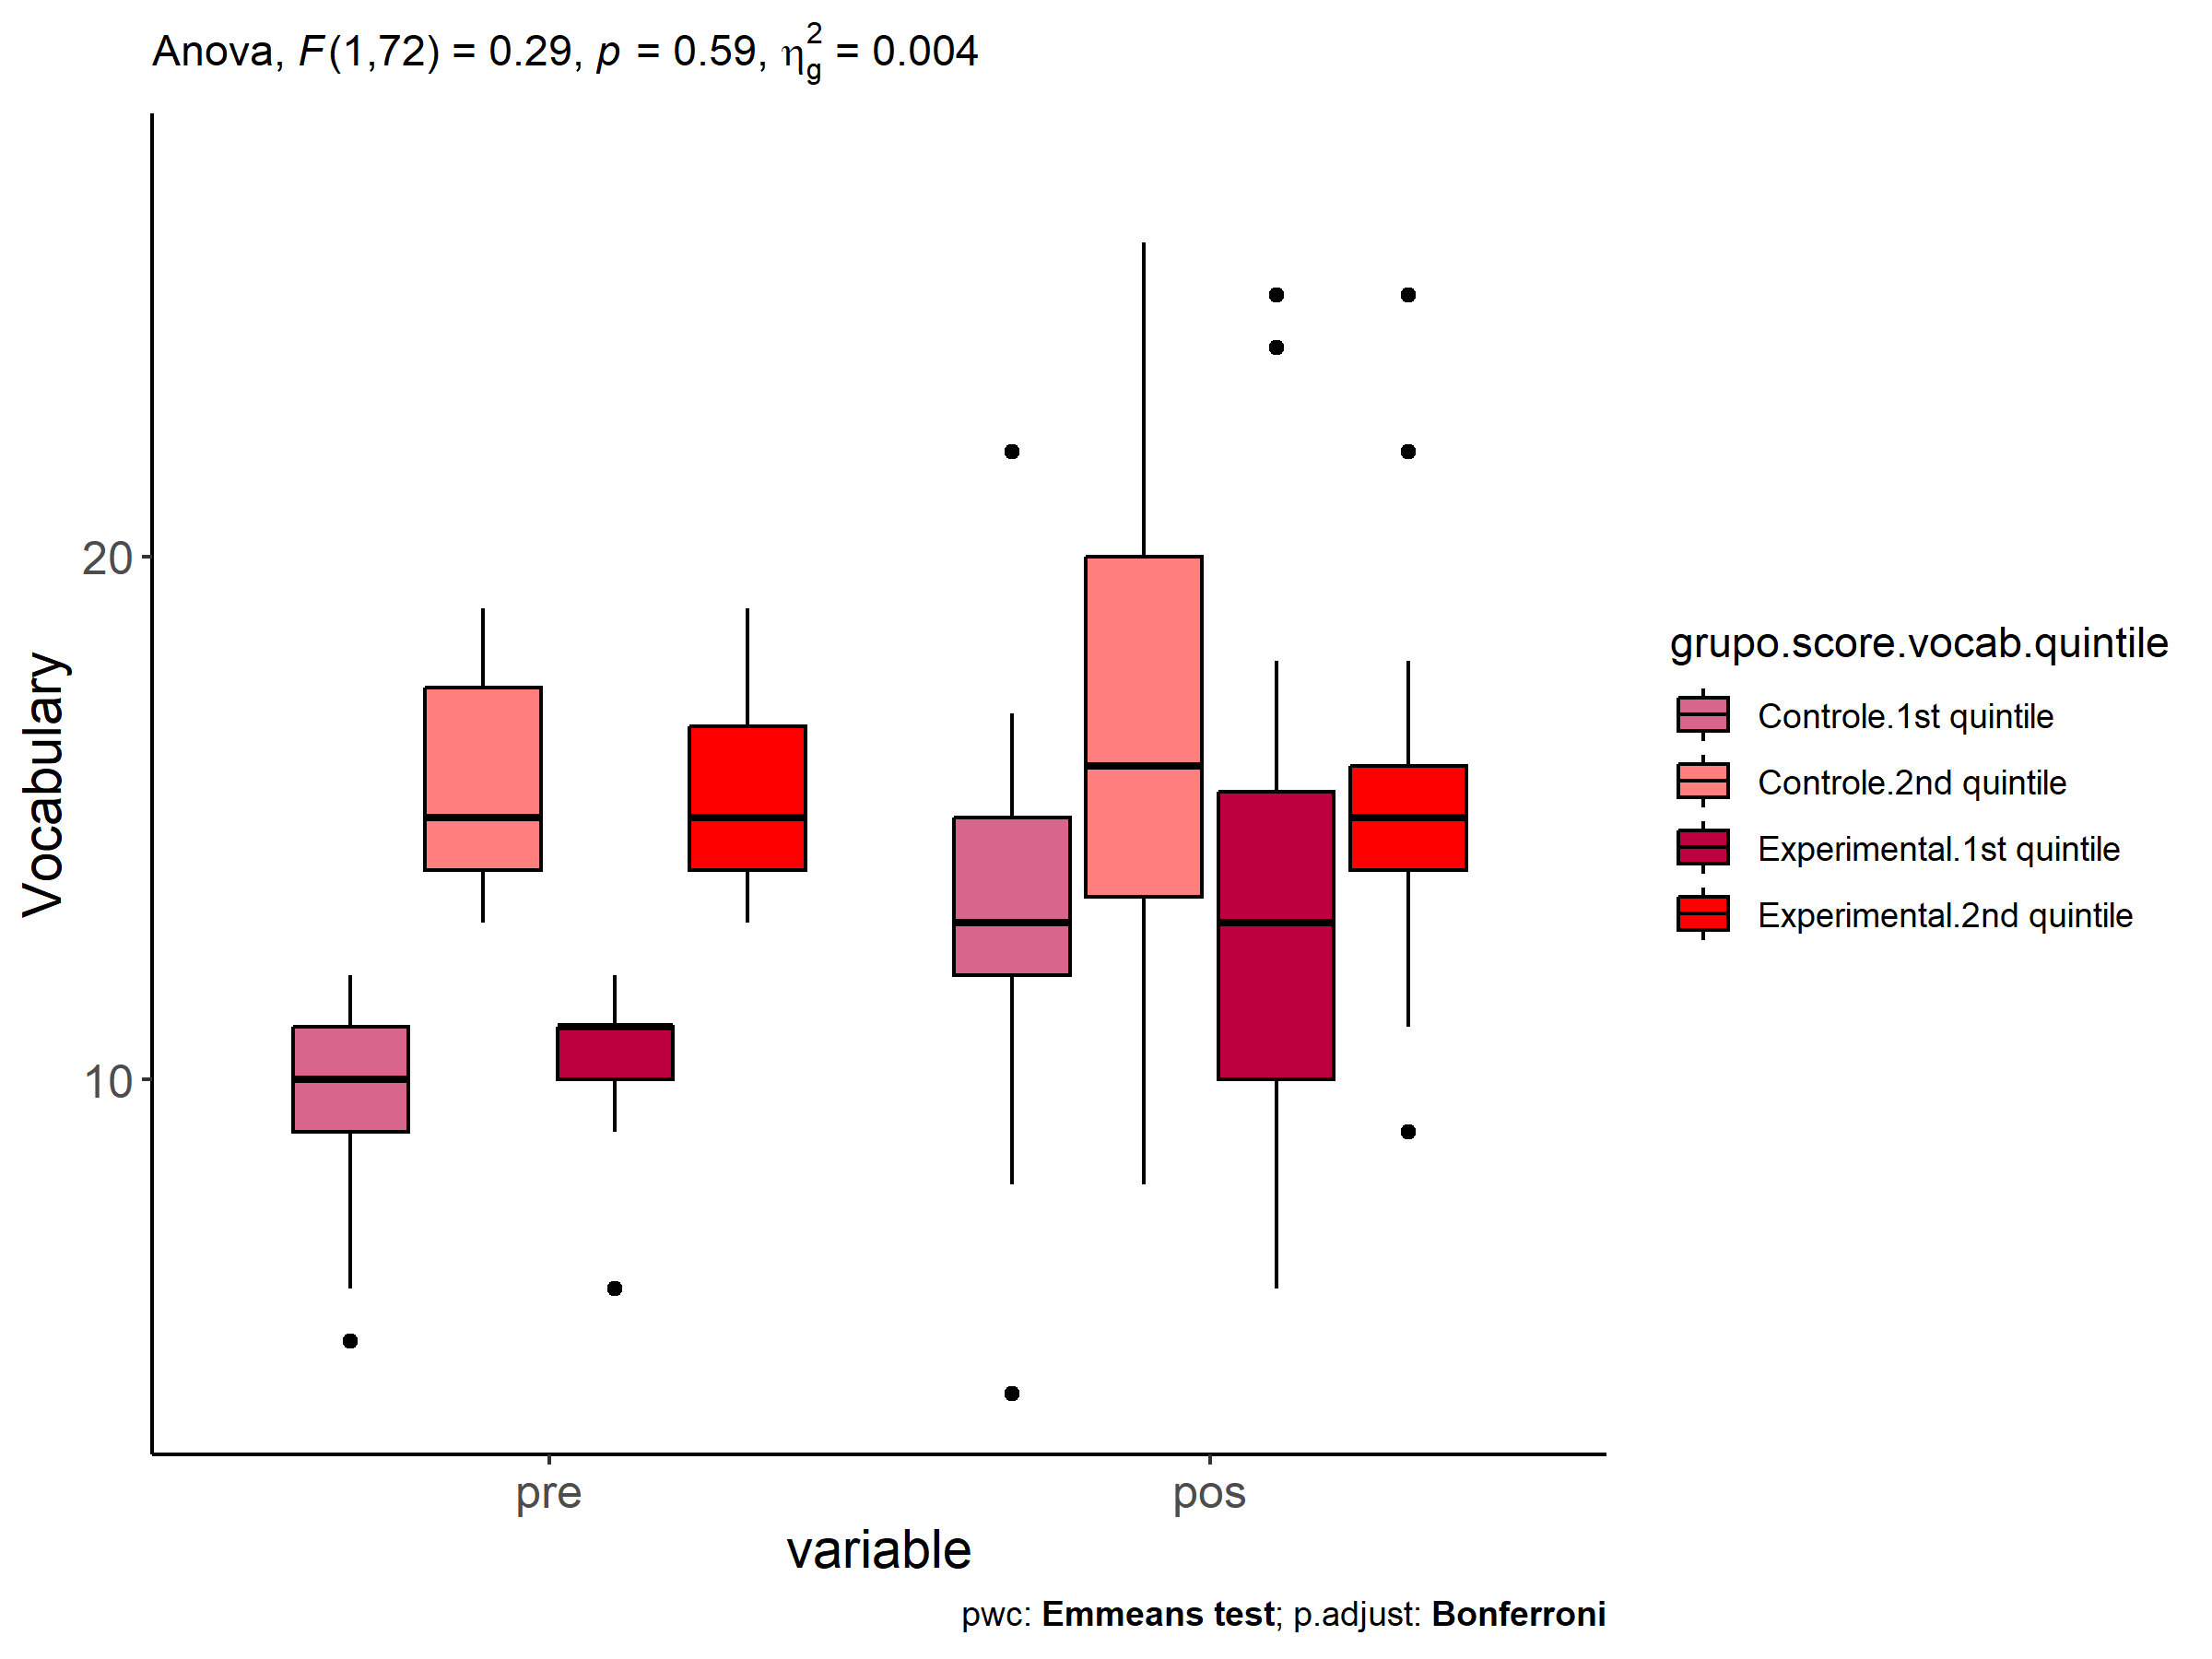 Anova, F(1,72) = 0.29, p = 0.59, η²g = 0.004
Vocabulary
20
10
pre
pos
variable
grupo.score.vocab.quintile
Controle.1st quintile
Controle.2nd quintile
Experimental.1st quintile
Experimental.2nd quintile
pwc: Emmeans test; p.adjust: Bonferroni